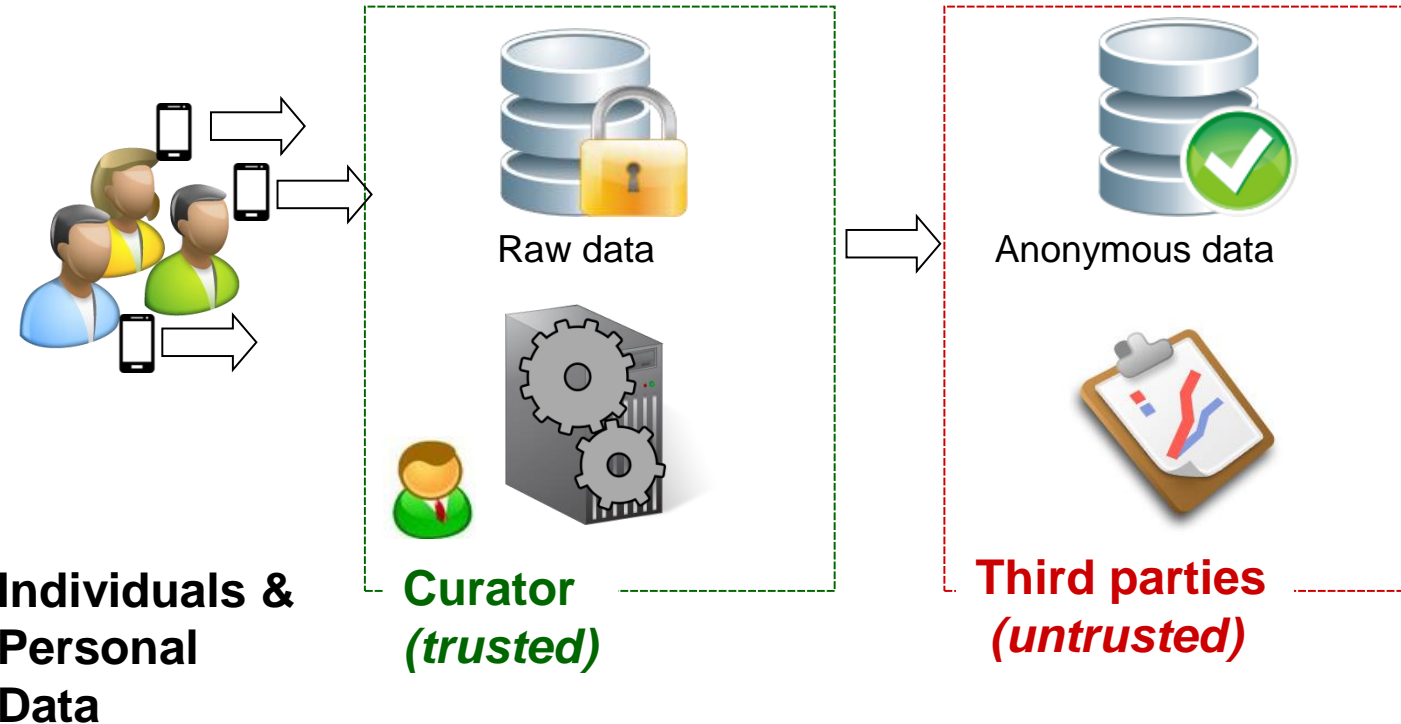 Raw data
Anonymous data
Individuals &
Personal
Data
Curator
(trusted)
Third parties
(untrusted)